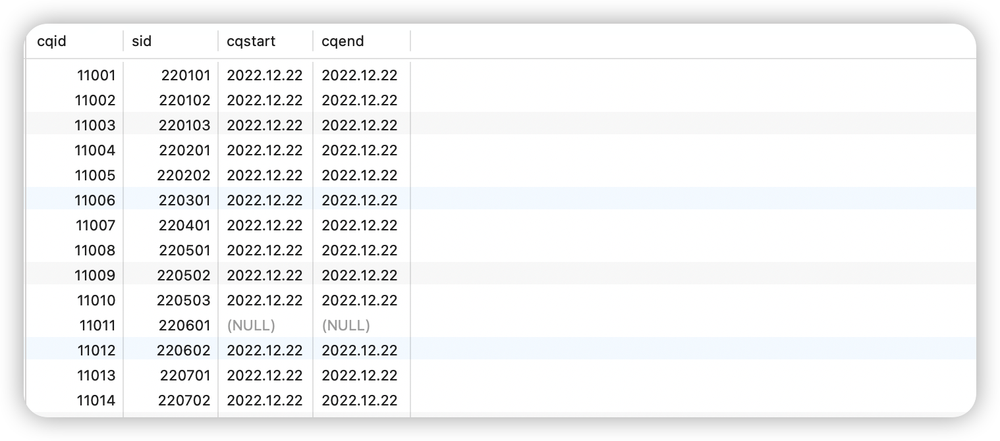 cqid sid cqstart cqend
11001 220101 2022.12.22 2022.12.22
11002 220102 2022.12.22 2022.12.22
11003 220103 2022.12.22 2022.12.22
11004 220201 2022.12.22 2022.12.22
11005 220202 2022.12.22 2022.12.22
11006 220301 2022.12.22 2022.12.22
11007 220401 2022.12.22 2022.12.22
11008 220501 2022.12.22 2022.12.22
11009 220502 2022.12.22 2022.12.22
11010 220503 2022.12.22 2022.12.22
11011 220601 (NULL) (NULL)
11012 220602 2022.12.22 2022.12.22
11013 220701 2022.12.22 2022.12.22
11014 220702 2022.12.22 2022.12.22